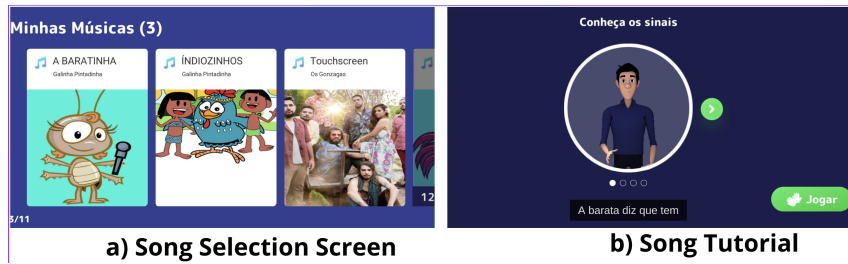 Minhas Músicas (3)
A BARATINHA
Galinha Pintadinha
ÍNDIOZINHOS
Galinha Pintadinha
Touchscreen
Os Gonzagas
12
3/11
a) Song Selection Screen
Conheça os sinais
A barata diz que tem
Jogar
b) Song Tutorial